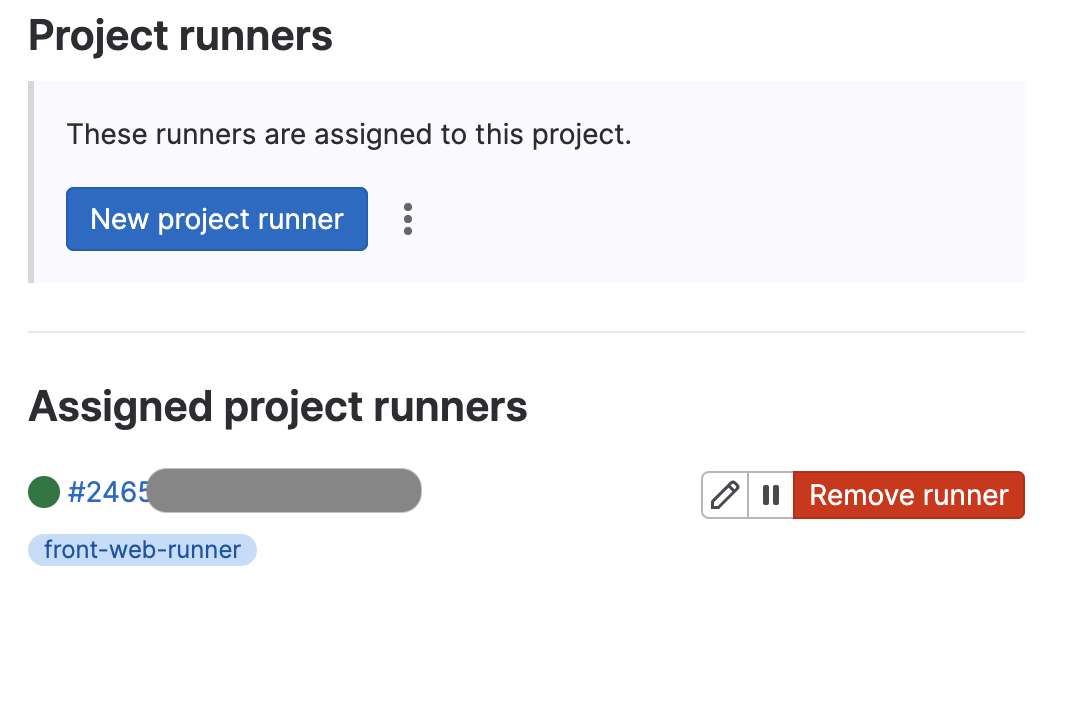 Project runners
These runners are assigned to this project.
New project runner
Assigned project runners
#2465
Remove runner
front-web-runner